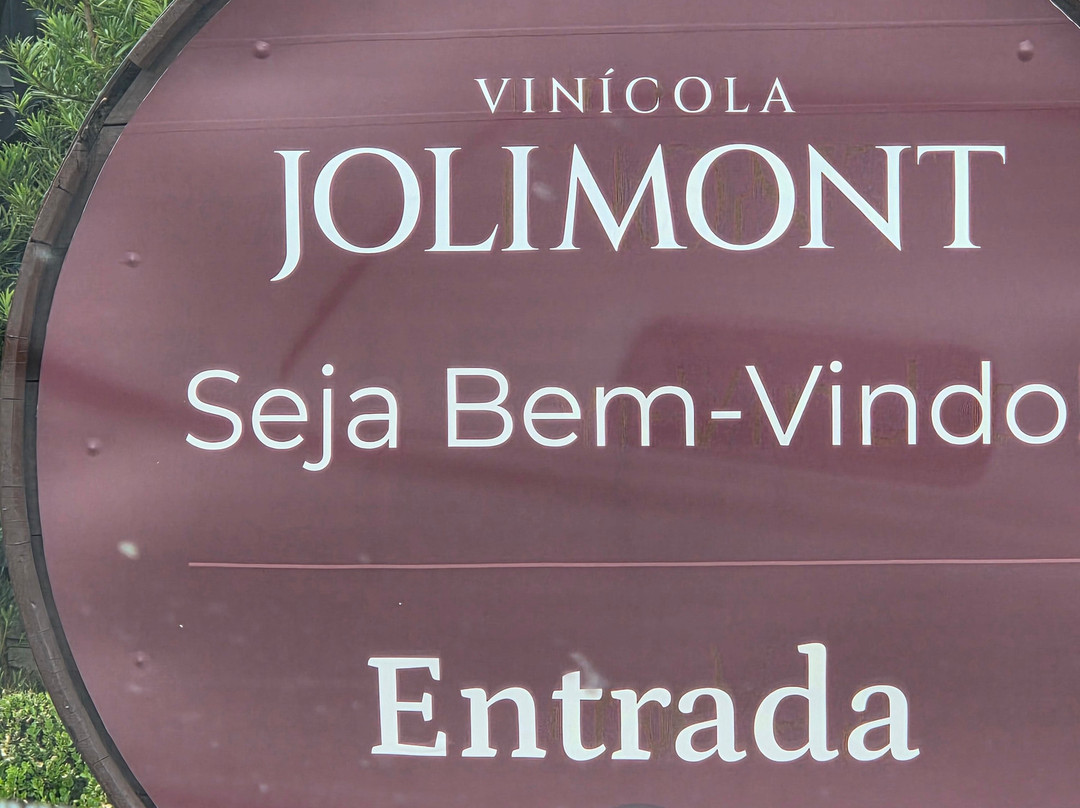 VINÍCOLA
JOLIMONT
Seja Bem-Vindo!
Entrada